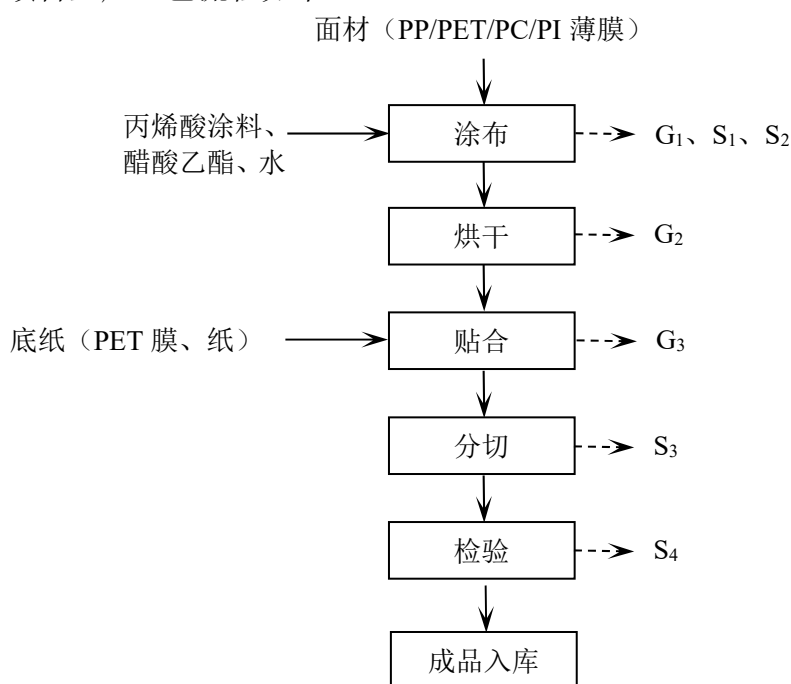 面材（PP/PET/PC/PI 薄膜）
丙烯酸涂料、
醋酸乙酯、水
涂布
G₁、S₁、S₂
烘干
G₂
底纸（PET 膜、纸）
贴合
G₃
分切
S₃
检验
S₄
成品入库